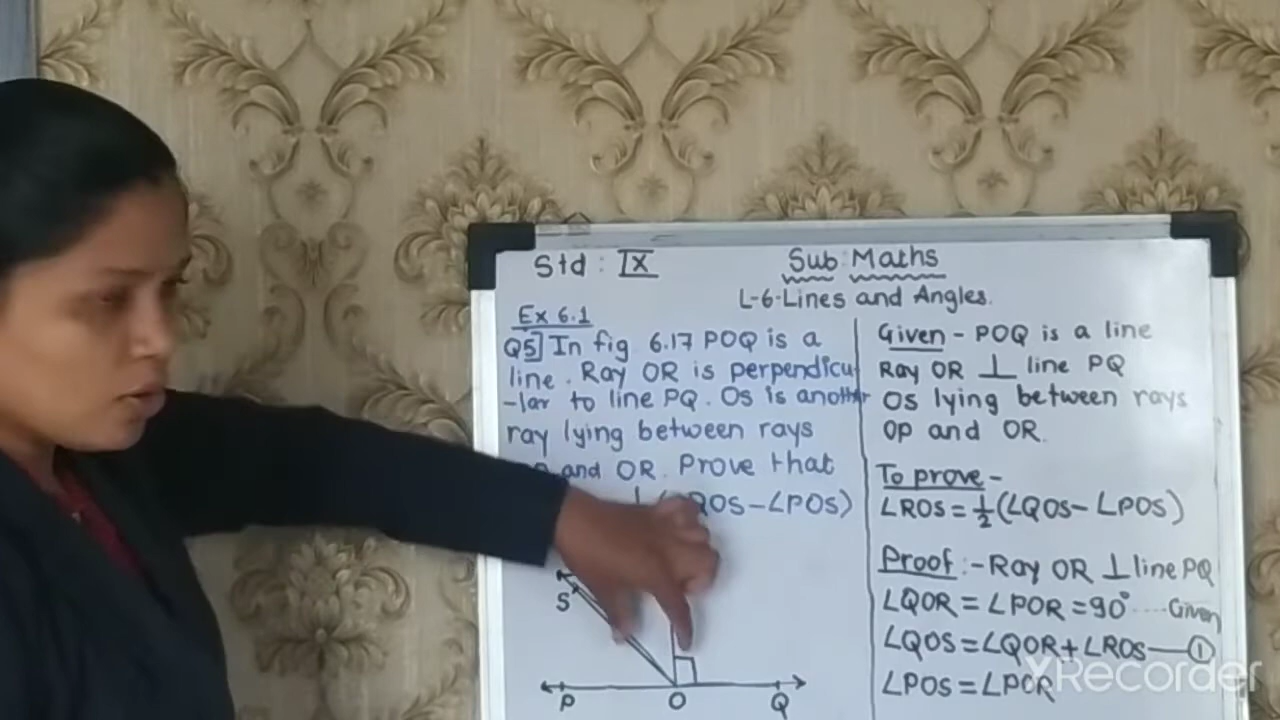 Std : IX
Sub : Maths
L-6-Lines and Angles.
Ex 6.1
Q5] In fig 6.17 POQ is a
line. Ray OR is perpendicu
-lar to line PQ. OS is another
ray lying between rays
and OR. Prove that
QOS - ∠POS)
S
P
O
Q
Given - POQ is a line
Ray OR ⊥ line PQ
OS lying between rays
OP and OR.
To prove -
∠ROS = 1/2 (∠QOS - ∠POS)
Proof :- Ray OR ⊥ line PQ
∠QOR = ∠POR = 90° .... Given
∠QOS = ∠QOR + ∠ROS — ①
∠POS = ∠POR
XRecorder